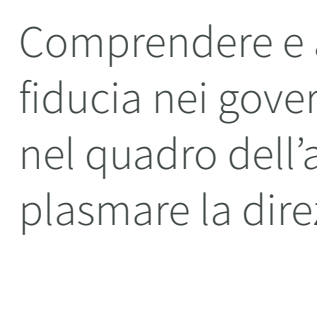 Comprendere e
fiducia nei gover
nel quadro dell’a
plasmare la direz